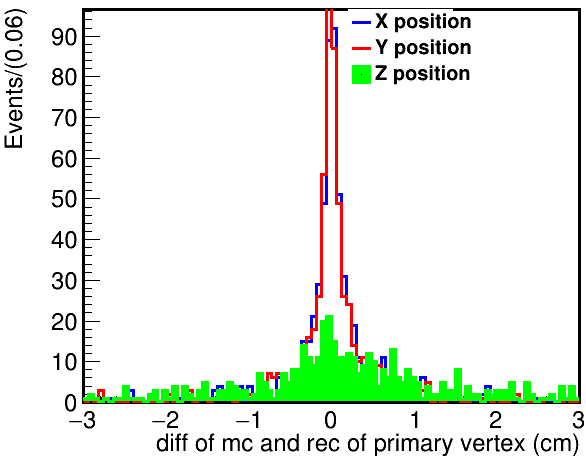 Events/(0.06)
90
80
70
60
50
40
30
20
10
0
X position
Y position
Z position
−3 −2 −1 0 1 2 3
diff of mc and rec of primary vertex (cm)